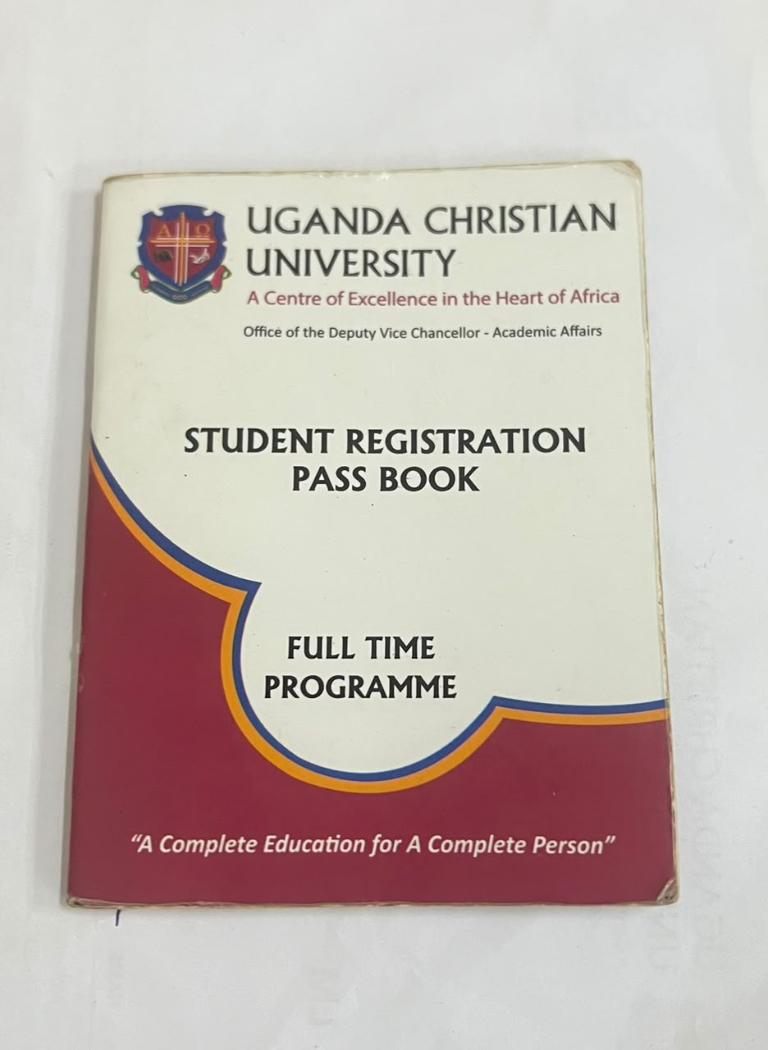 UGANDA CHRISTIAN
UNIVERSITY
A Centre of Excellence in the Heart of Africa
Office of the Deputy Vice Chancellor - Academic Affairs
Α Ω
STUDENT REGISTRATION
PASS BOOK
FULL TIME
PROGRAMME
“A Complete Education for A Complete Person”